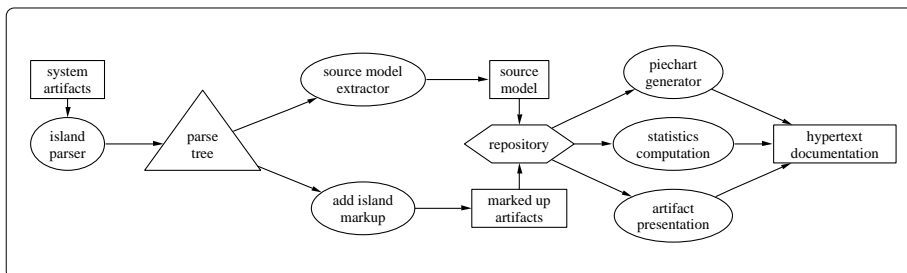 system
artifacts
island
parser
parse
tree
source model
extractor
add island
markup
source
model
repository
marked up
artifacts
piechart
generator
statistics
computation
artifact
presentation
hypertext
documentation